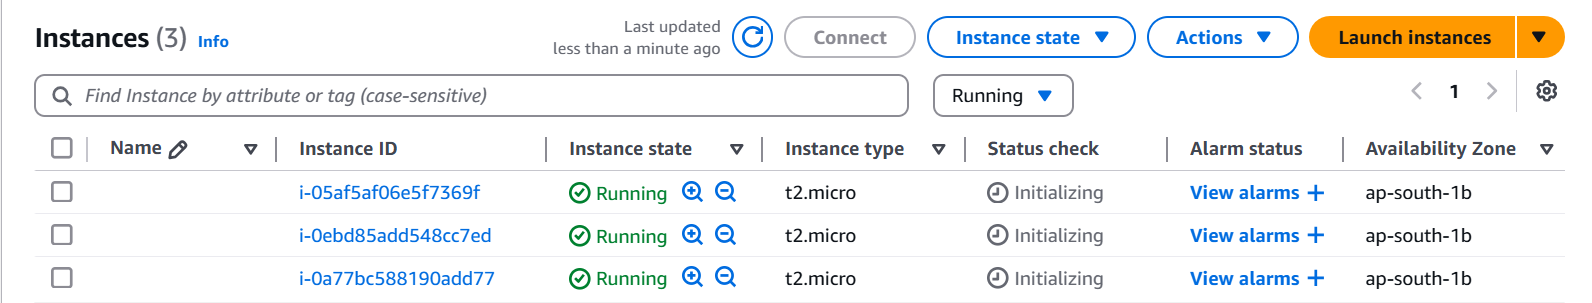 Instances (3) Info
Last updated
less than a minute ago
Connect
Instance state
Actions
Launch instances
Find Instance by attribute or tag (case-sensitive)
Running
1
Name Instance ID Instance state Instance type Status check Alarm status Availability Zone
i-05af5af06e5f7369f Running t2.micro Initializing View alarms + ap-south-1b
i-0ebd85add548cc7ed Running t2.micro Initializing View alarms + ap-south-1b
i-0a77bc588190add77 Running t2.micro Initializing View alarms + ap-south-1b